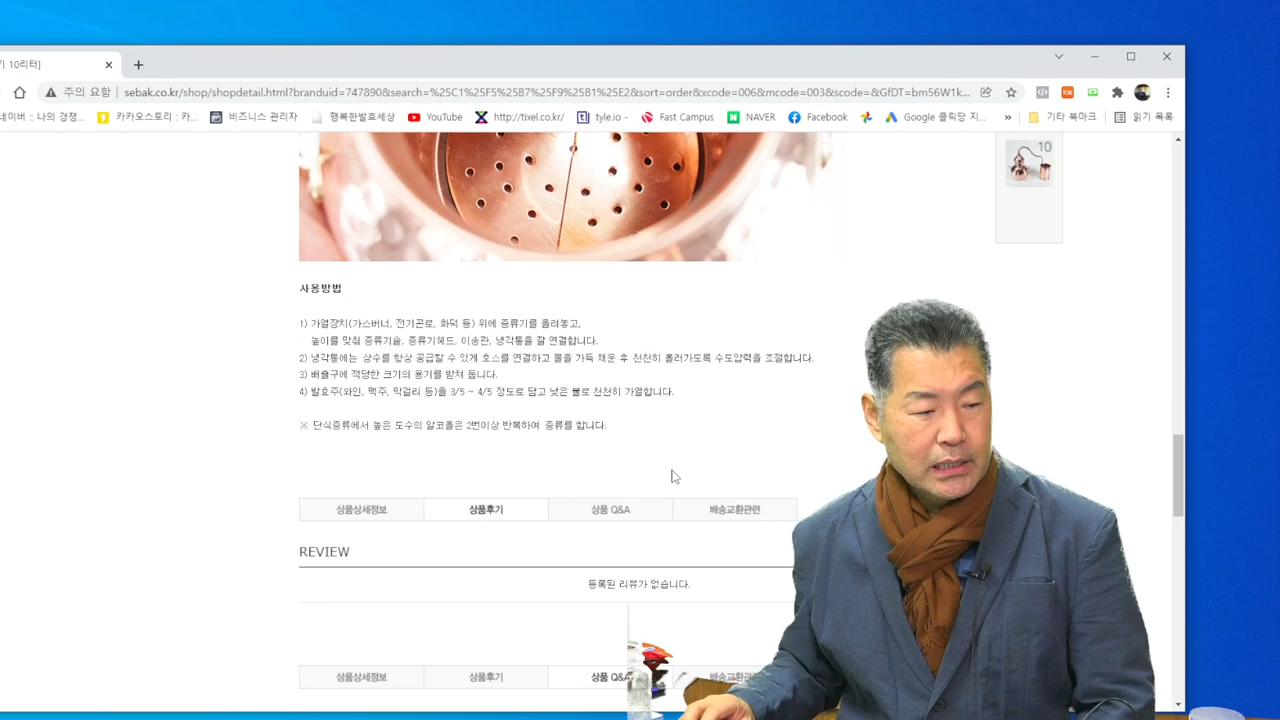 기 10리터]
주의 요함
sebak.co.kr/shop/shopdetail.html?branduid=747890&search=%25C1%25F5%25B7%25F9%25B1%25E2&sort=order&xcode=006&mcode=003&scode=&GfDT=bm56W1k...
네이버 :: 나의 경쟁...
카카오스토리 : 카...
비즈니스 관리자
행복한발효세상
YouTube
http://tixel.co.kr/
tyle.io -
Fast Campus
NAVER
Facebook
Google 클릭당 지...
»
기타 북마크
읽기 목록
10
사용방법
1) 가열장치(가스버너, 전기곤로, 화덕 등) 위에 증류기를 올려놓고,
높이를 맞춰 증류기솥, 증류기헤드, 이송관, 냉각통을 잘 연결합니다.
2) 냉각통에는 상수를 항상 공급할 수 있게 호스를 연결하고 물을 가득 채운 후 천천히 흘러가도록 수도압력을 조절합니다.
3) 배출구에 적당한 크기의 용기를 받쳐 둡니다.
4) 발효주(와인, 맥주, 막걸리 등)을 3/5 ~ 4/5 정도로 담고 낮은 불로 천천히 가열합니다.
※ 단식증류에서 높은 도수의 알코올은 2번이상 반복하여 증류를 합니다.
상품상세정보
상품후기
상품 Q&A
배송교환관련
REVIEW
등록된 리뷰가 없습니다.
상품상세정보
상품후기
상품 Q&A
배송교환관